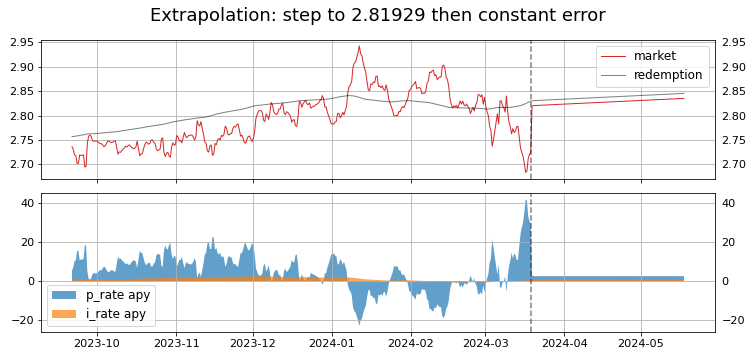 Extrapolation: step to 2.81929 then constant error
2.95 2.95
2.90 2.90
2.85 2.85
2.80 2.80
2.75 2.75
2.70 2.70
market
redemption
40 40
20 20
0 0
−20 −20
p_rate apy
i_rate apy
2023-10 2023-11 2023-12 2024-01 2024-02 2024-03 2024-04 2024-05